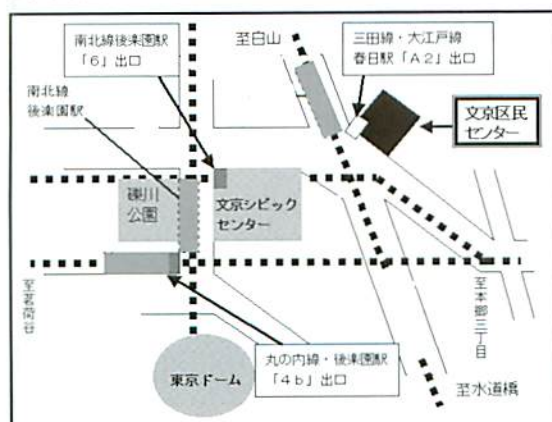 南北線後楽園駅
「6」出口
至白山
三田線・大江戸線
春日駅「A2」出口
文京区民
センター
南北線
後楽園駅
礫川
公園
文京シビック
センター
至茗荷谷
至本郷三丁目
丸の内線・後楽園駅
「4b」出口
東京ドーム
至水道橋